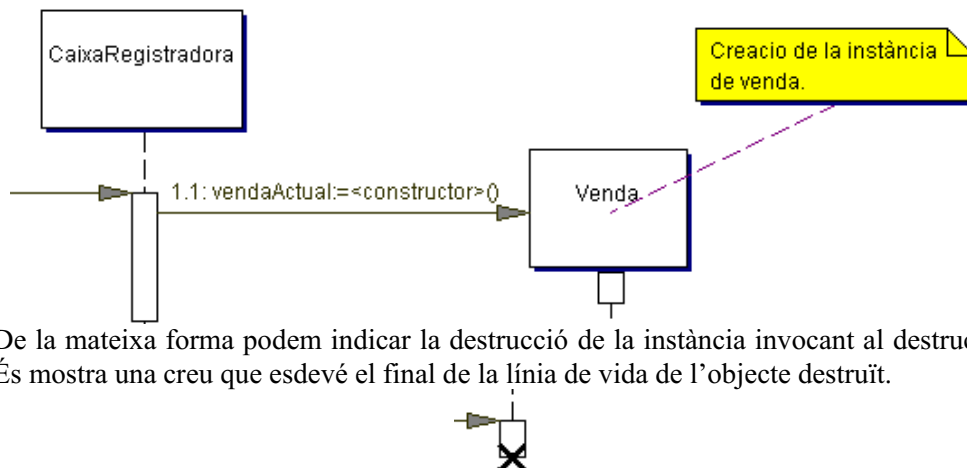 CaixaRegistradora
Creacio de la instància
de venda.
1.1: vendaActual:=<constructor>()
Venda
De la mateixa forma podem indicar la destrucció de la instància invocant al destruc
És mostra una creu que esdevé el final de la línia de vida de l’objecte destruït.